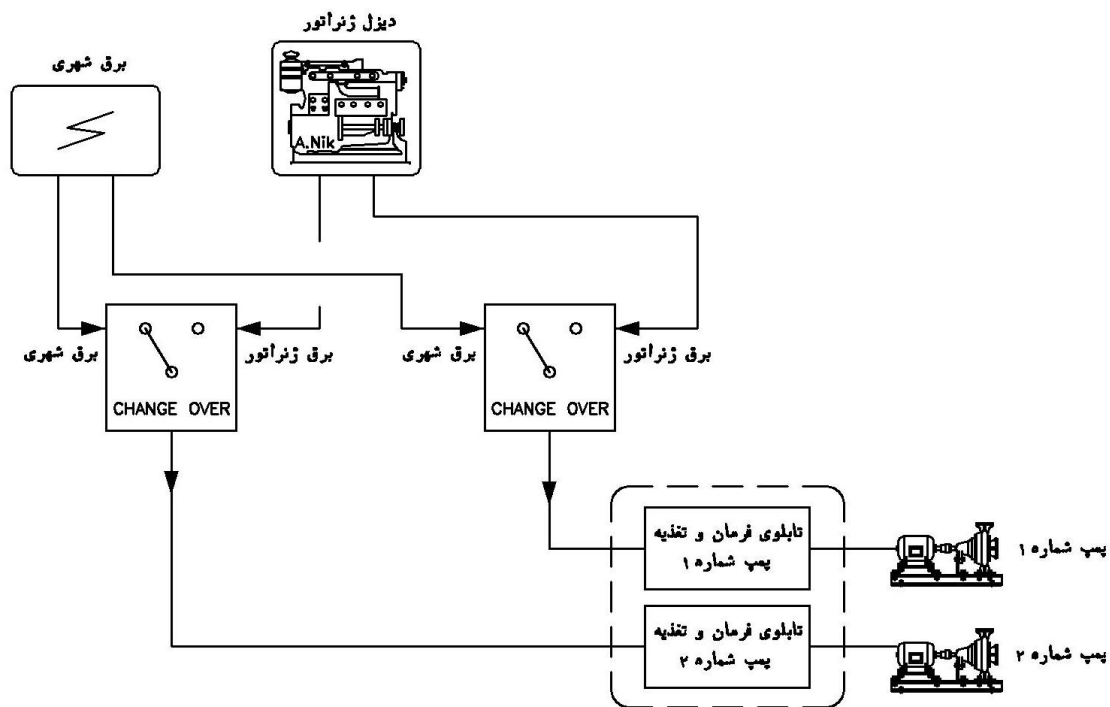 دیزل ژنراتور
برق شهری
A.Nik
برق شهری
برق ژنراتور
برق شهری
برق ژنراتور
CHANGE OVER
CHANGE OVER
تابلوی فرمان و تغذیه
پمپ شماره ۱
پمپ شماره ۱
تابلوی فرمان و تغذیه
پمپ شماره ۲
پمپ شماره ۲